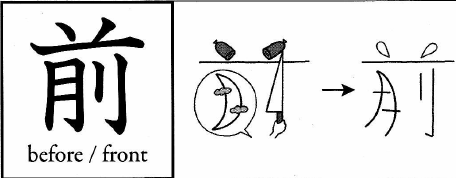 前
before / front